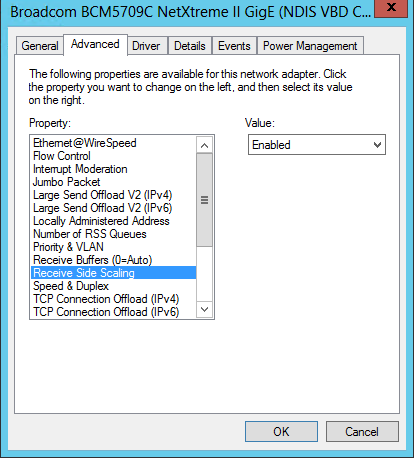 Broadcom BCM5709C NetXtreme II GigE (NDIS VBD C...
x
General Advanced Driver Details Events Power Management
The following properties are available for this network adapter. Click
the property you want to change on the left, and then select its value
on the right.
Property:
Ethernet@WireSpeed
Flow Control
Interrupt Moderation
Jumbo Packet
Large Send Offload V2 (IPv4)
Large Send Offload V2 (IPv6)
Locally Administered Address
Number of RSS Queues
Priority & VLAN
Receive Buffers (0=Auto)
Receive Side Scaling
Speed & Duplex
TCP Connection Offload (IPv4)
TCP Connection Offload (IPv6)
Value:
Enabled
OK Cancel